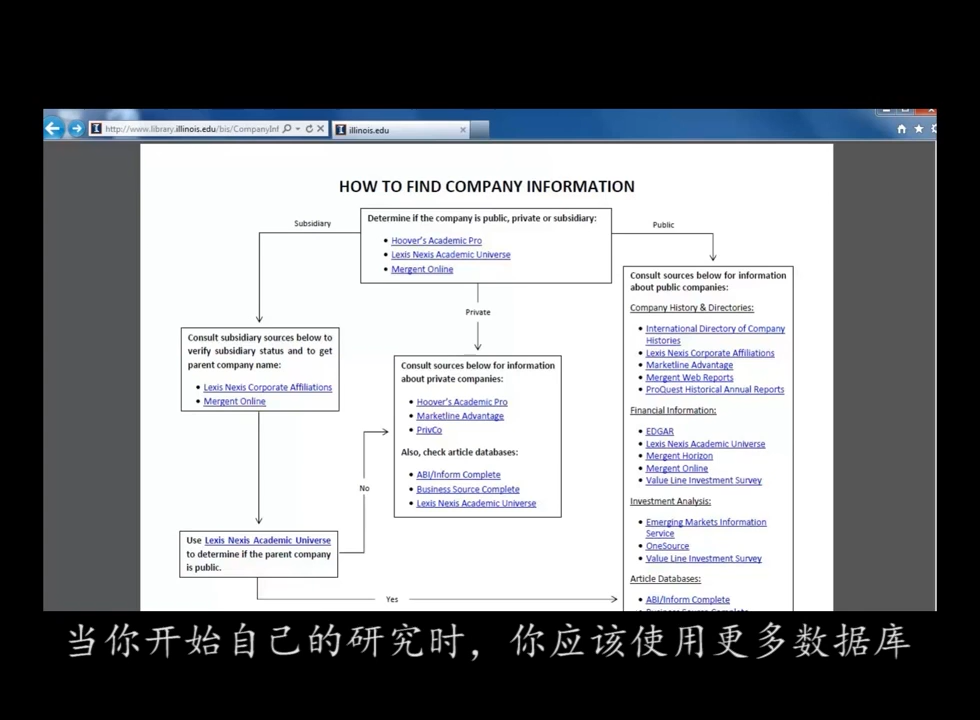 http://www.library.illinois.edu/bis/CompanyInf
illinois.edu
HOW TO FIND COMPANY INFORMATION
Subsidiary
Determine if the company is public, private or subsidiary:
• Hoover's Academic Pro
• Lexis Nexis Academic Universe
• Mergent Online
Public
Private
Consult subsidiary sources below to
verify subsidiary status and to get
parent company name:
• Lexis Nexis Corporate Affiliations
• Mergent Online
Consult sources below for information
about private companies:
• Hoover's Academic Pro
• Marketline Advantage
• PrivCo
Also, check article databases:
• ABI/Inform Complete
• Business Source Complete
• Lexis Nexis Academic Universe
Consult sources below for information
about public companies:
Company History & Directories:
• International Directory of Company
Histories
• Lexis Nexis Corporate Affiliations
• Marketline Advantage
• Mergent Web Reports
• ProQuest Historical Annual Reports
Financial Information:
• EDGAR
• Lexis Nexis Academic Universe
• Mergent Horizon
• Mergent Online
• Value Line Investment Survey
Investment Analysis:
• Emerging Markets Information
Service
• OneSource
• Value Line Investment Survey
Article Databases:
• ABI/Inform Complete
• Business Source Complete
No
Use Lexis Nexis Academic Universe
to determine if the parent company
is public.
Yes
当你开始自己的研究时，你应该使用更多数据库